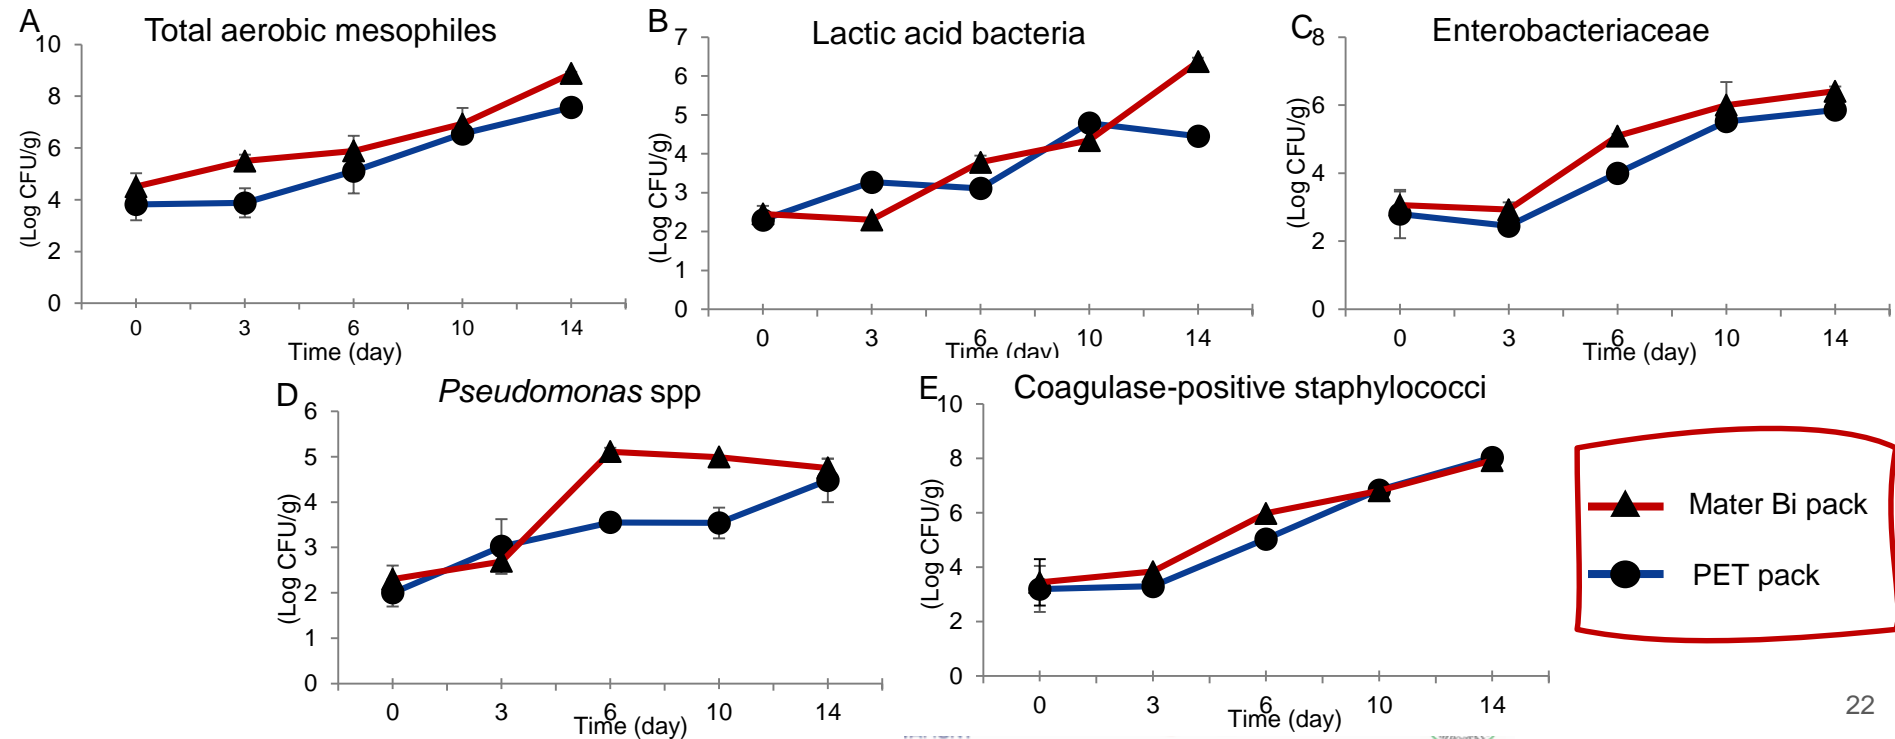 A
Total aerobic mesophiles
10
8
6
4
2
0
(Log CFU/g)
0 3 6 10 14
Time (day)
B
Lactic acid bacteria
7
6
5
4
3
2
1
0
(Log CFU/g)
0 3 6 10 14
Time (day)
C
Enterobacteriaceae
8
6
4
2
0
(Log CFU/g)
0 3 6 10 14
Time (day)
D
Pseudomonas spp
6
5
4
3
2
1
0
(Log CFU/g)
0 3 6 10 14
Time (day)
E
Coagulase-positive staphylococci
10
8
6
4
2
0
(Log CFU/g)
0 3 6 10 14
Time (day)
Mater Bi pack
PET pack
22